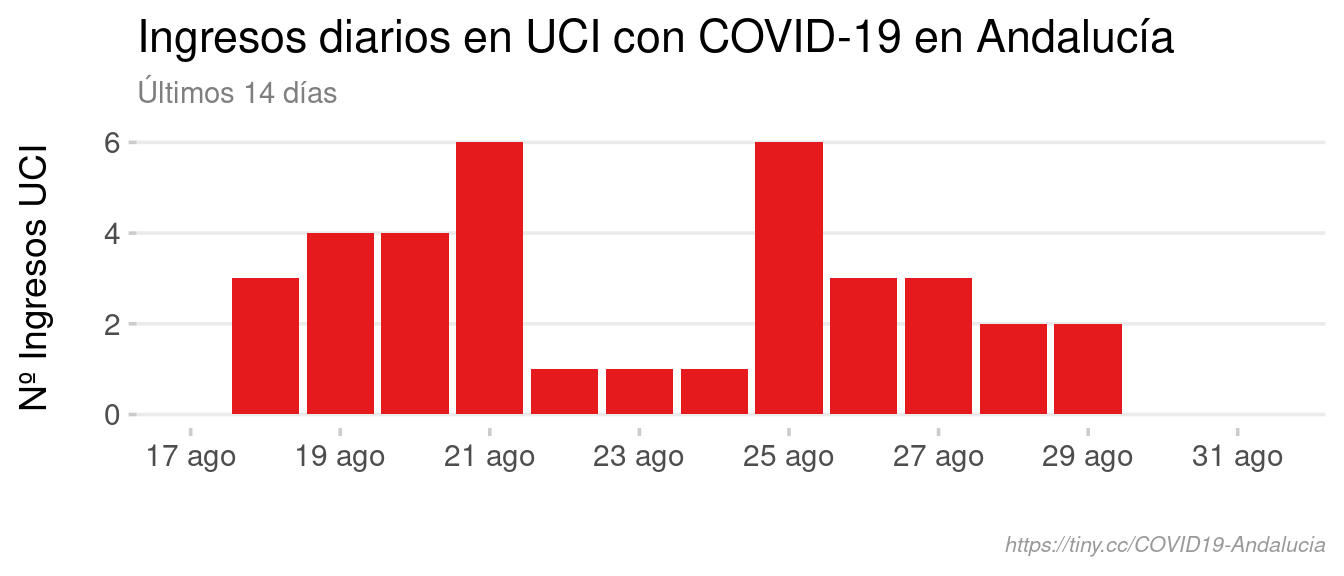 Ingresos diarios en UCI con COVID-19 en Andalucía
Últimos 14 días
Nº Ingresos UCI
6
4
2
0
17 ago 19 ago 21 ago 23 ago 25 ago 27 ago 29 ago 31 ago
https://tiny.cc/COVID19-Andalucia